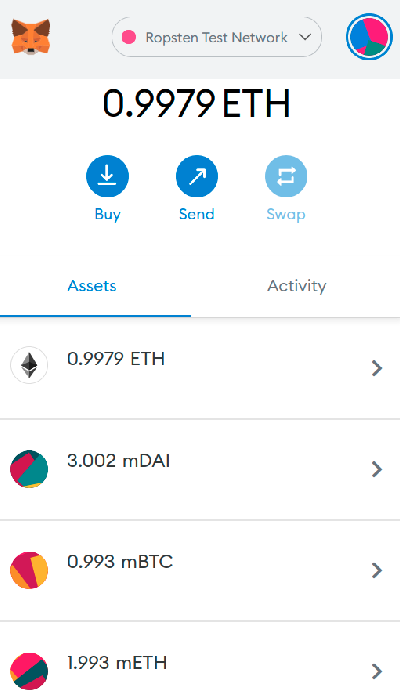 Ropsten Test Network
0.9979 ETH
Buy Send Swap
Assets Activity
0.9979 ETH
3.002 mDAI
0.993 mBTC
1.993 mETH